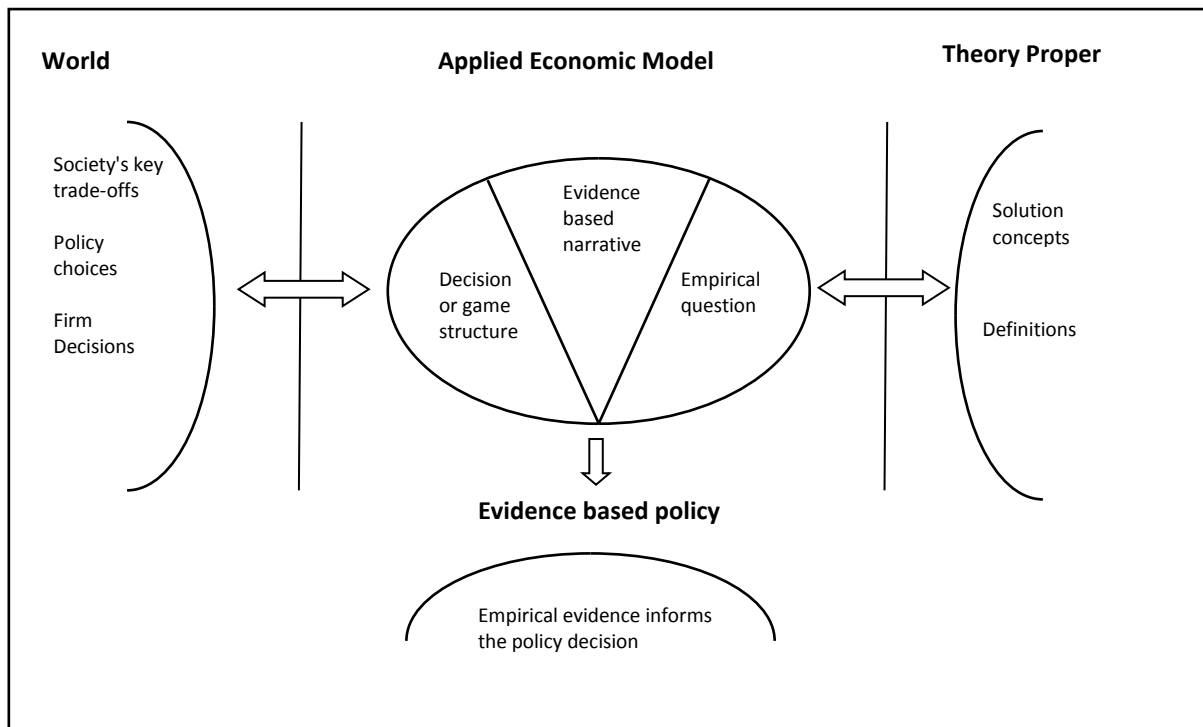 World
Applied Economic Model
Theory Proper
Society's key
trade-offs
Policy
choices
Firm
Decisions
Decision
or game
structure
Evidence
based
narrative
Empirical
question
Solution
concepts
Definitions
Evidence based policy
Empirical evidence informs
the policy decision